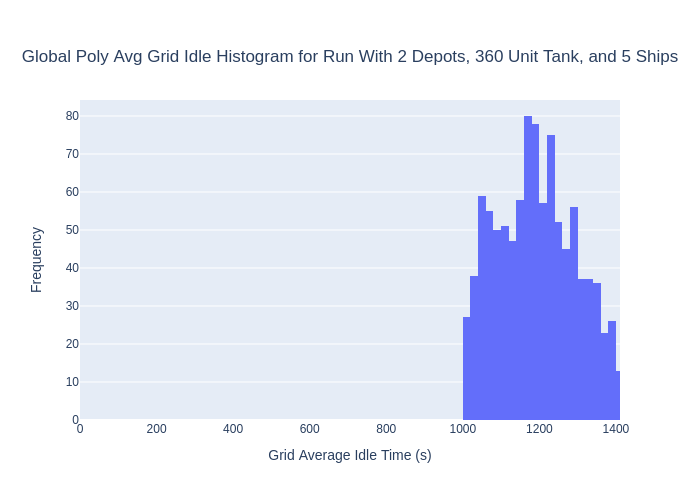 Global Poly Avg Grid Idle Histogram for Run With 2 Depots, 360 Unit Tank, and 5 Ships
80
70
60
50
40
30
20
10
0
Frequency
0 200 400 600 800 1000 1200 1400
Grid Average Idle Time (s)